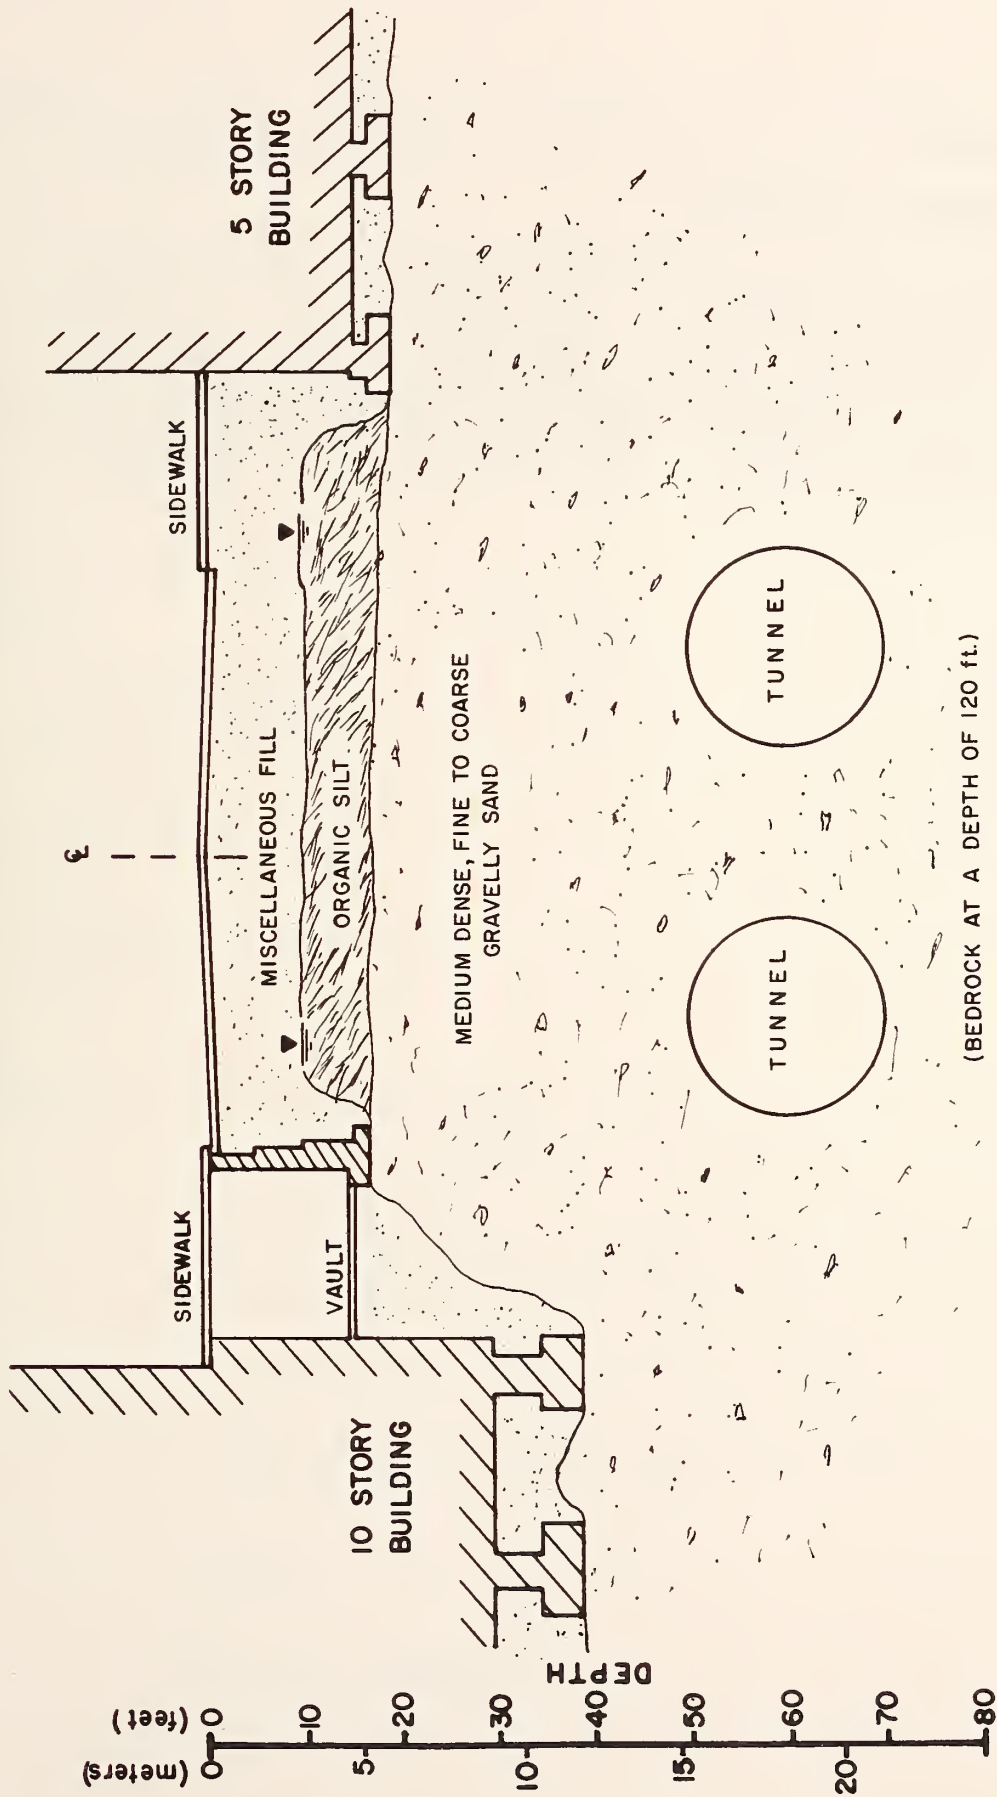 ℄
SIDEWALK
SIDEWALK
5 STORY
BUILDING
10 STORY
BUILDING
VAULT
MISCELLANEOUS FILL
ORGANIC SILT
MEDIUM DENSE, FINE TO COARSE
GRAVELLY SAND
TUNNEL
TUNNEL
(BEDROCK AT A DEPTH OF 120 ft.)
DEPTH
(meters)
(feet)
0
5
10
15
20
0
10
20
30
40
50
60
70
80